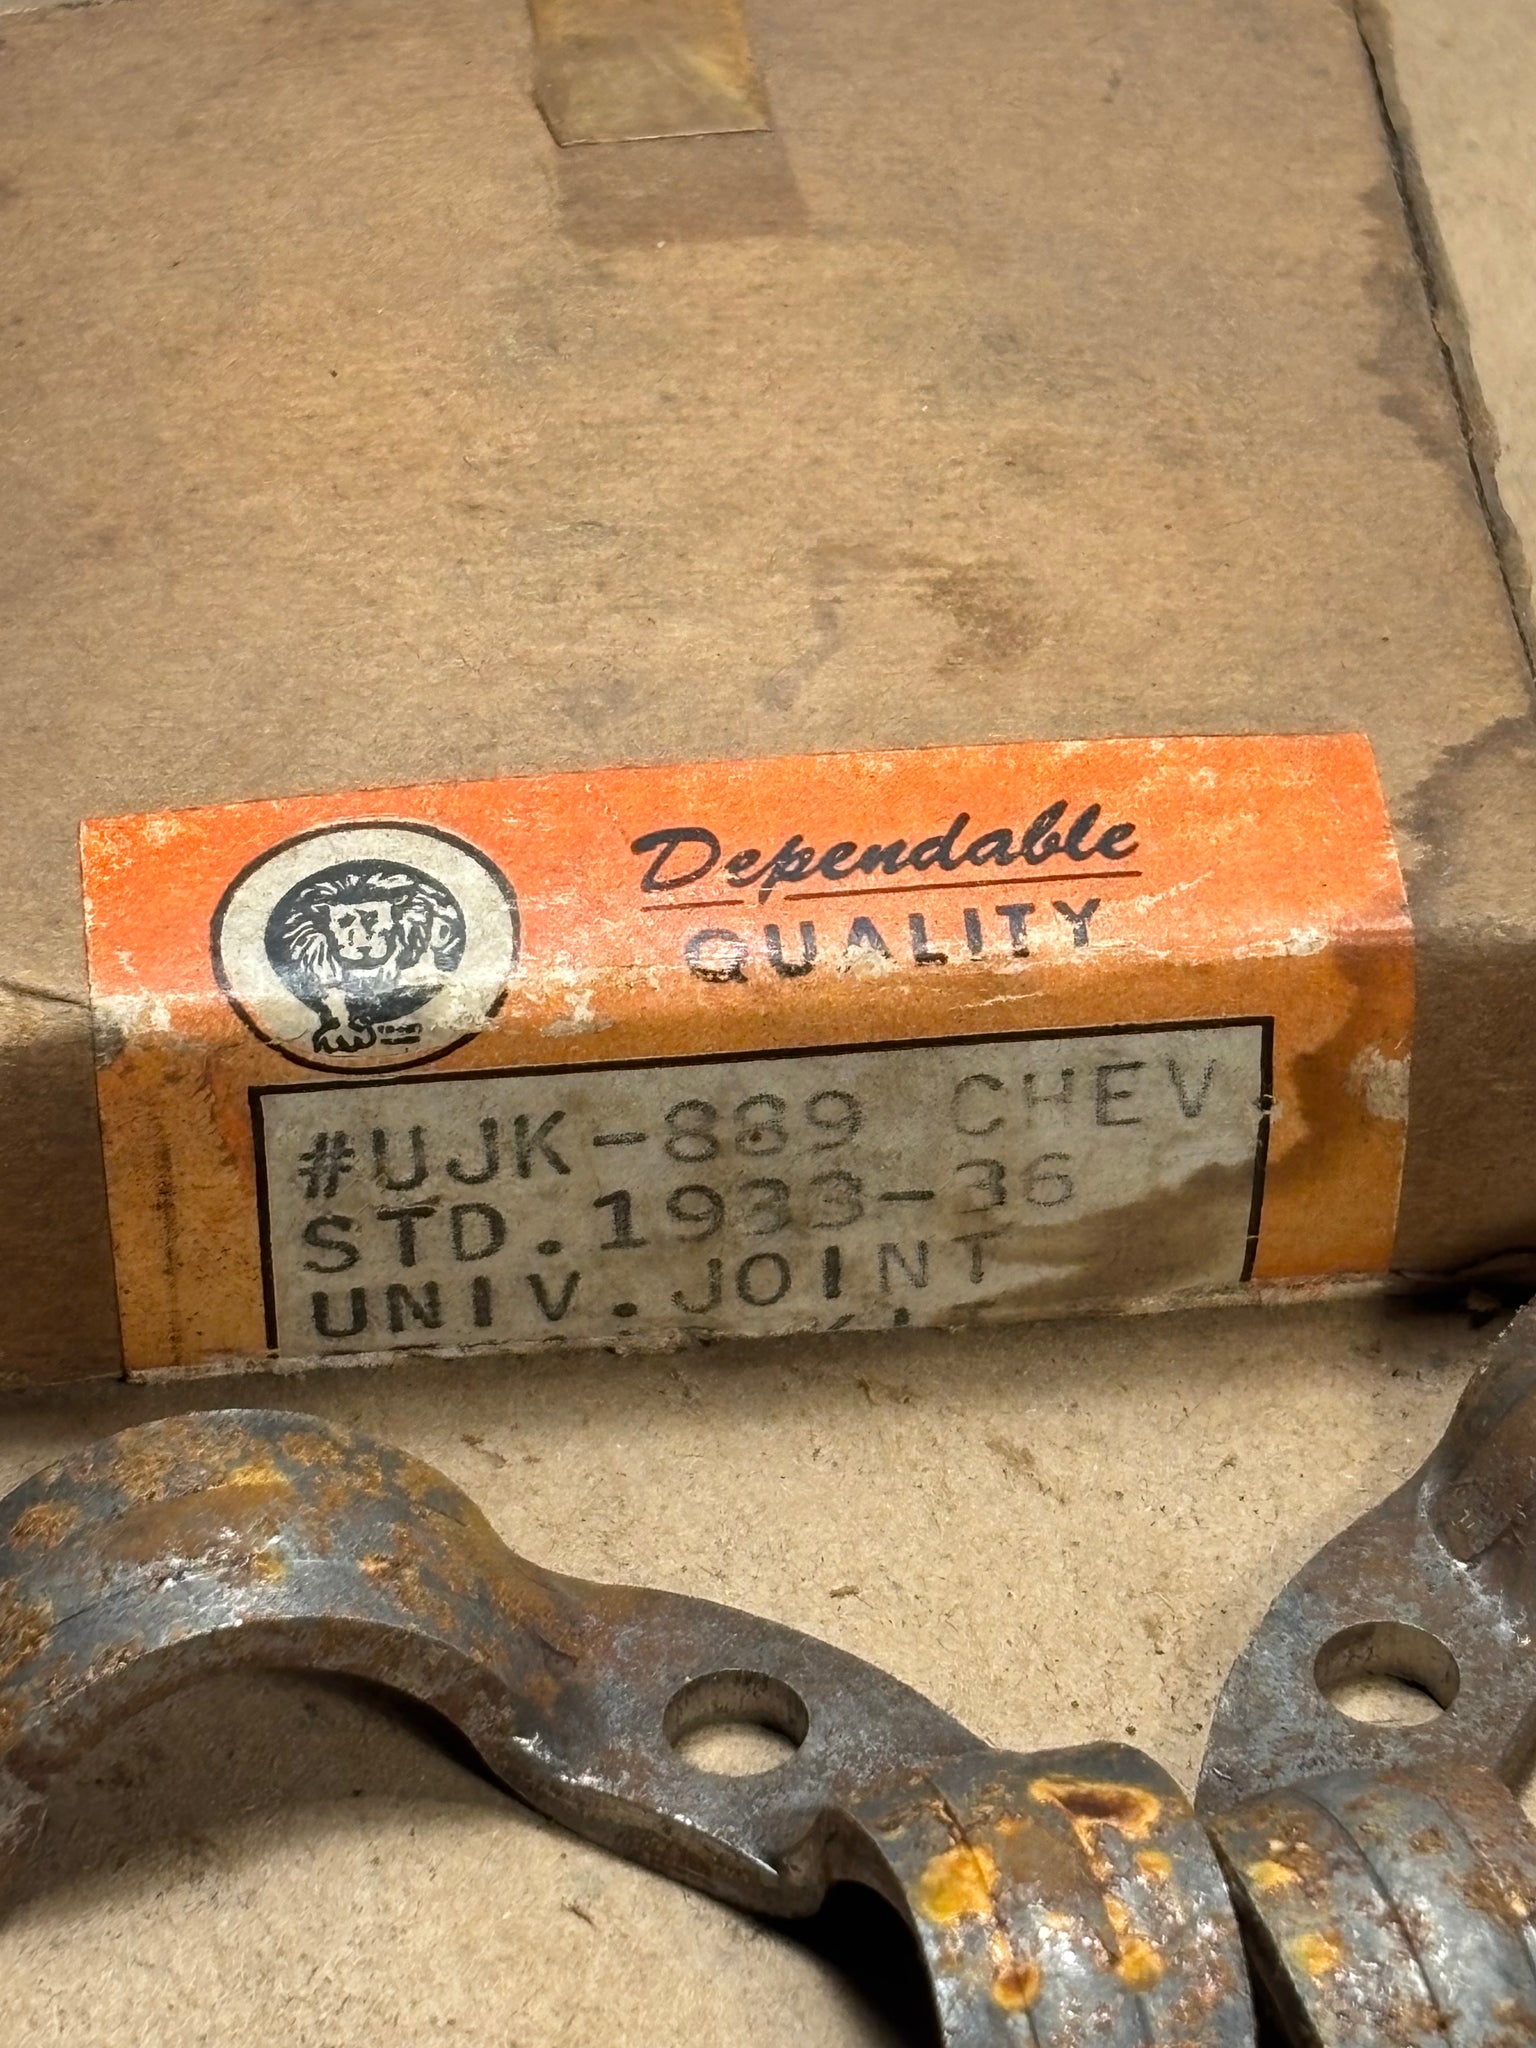 Dependable
QUALITY
#UJK-889 CHEV.
STD.1933-36
UNIV.JOINT